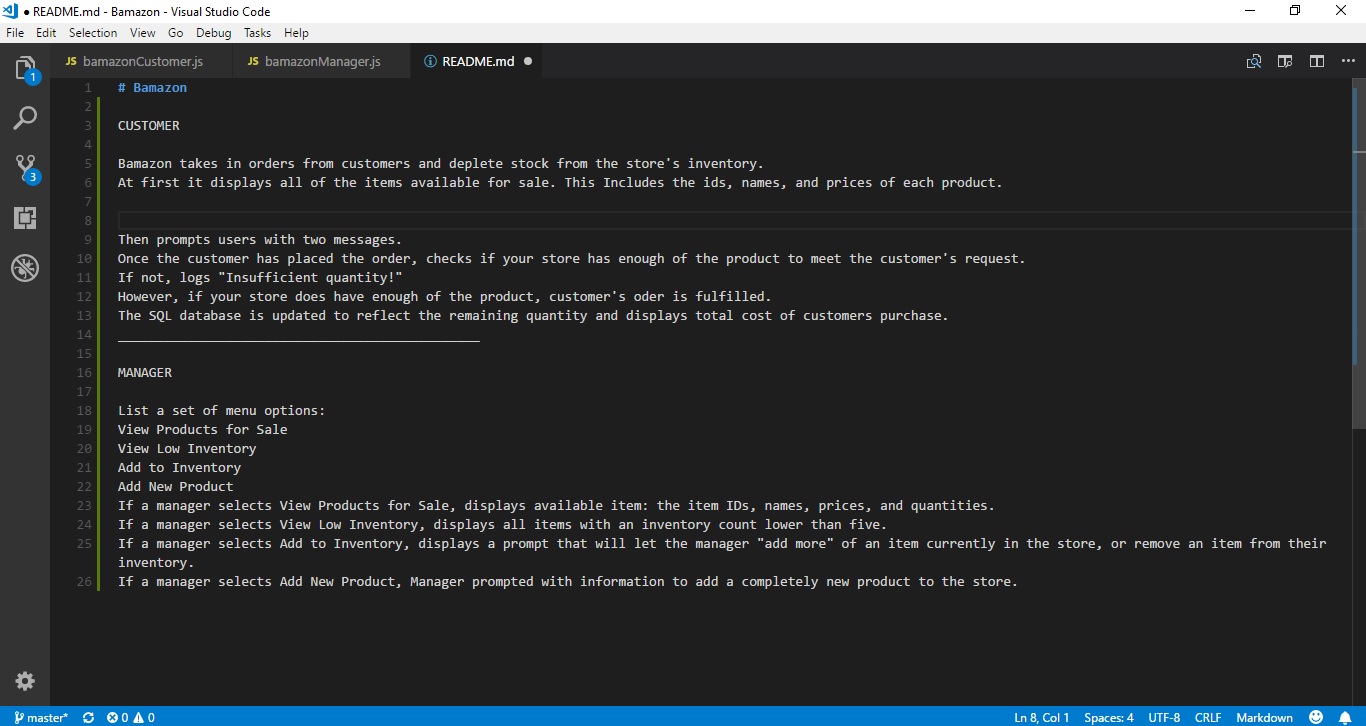 ● README.md - Bamazon - Visual Studio Code
File Edit Selection View Go Debug Tasks Help
JS bamazonCustomer.js JS bamazonManager.js README.md ●
1
3
3
1 # Bamazon
2
3 CUSTOMER
4
5 Bamazon takes in orders from customers and deplete stock from the store's inventory.
6 At first it displays all of the items available for sale. This Includes the ids, names, and prices of each product.
7
8
9 Then prompts users with two messages.
10 Once the customer has placed the order, checks if your store has enough of the product to meet the customer's request.
11 If not, logs "Insufficient quantity!"
12 However, if your store does have enough of the product, customer's oder is fulfilled.
13 The SQL database is updated to reflect the remaining quantity and displays total cost of customers purchase.
14 _______________________________________________
15
16 MANAGER
17
18 List a set of menu options:
19 View Products for Sale
20 View Low Inventory
21 Add to Inventory
22 Add New Product
23 If a manager selects View Products for Sale, displays available item: the item IDs, names, prices, and quantities.
24 If a manager selects View Low Inventory, displays all items with an inventory count lower than five.
25 If a manager selects Add to Inventory, displays a prompt that will let the manager "add more" of an item currently in the store, or remove an item from their
inventory.
26 If a manager selects Add New Product, Manager prompted with information to add a completely new product to the store.
master* 0 0 Ln 8, Col 1 Spaces: 4 UTF-8 CRLF Markdown